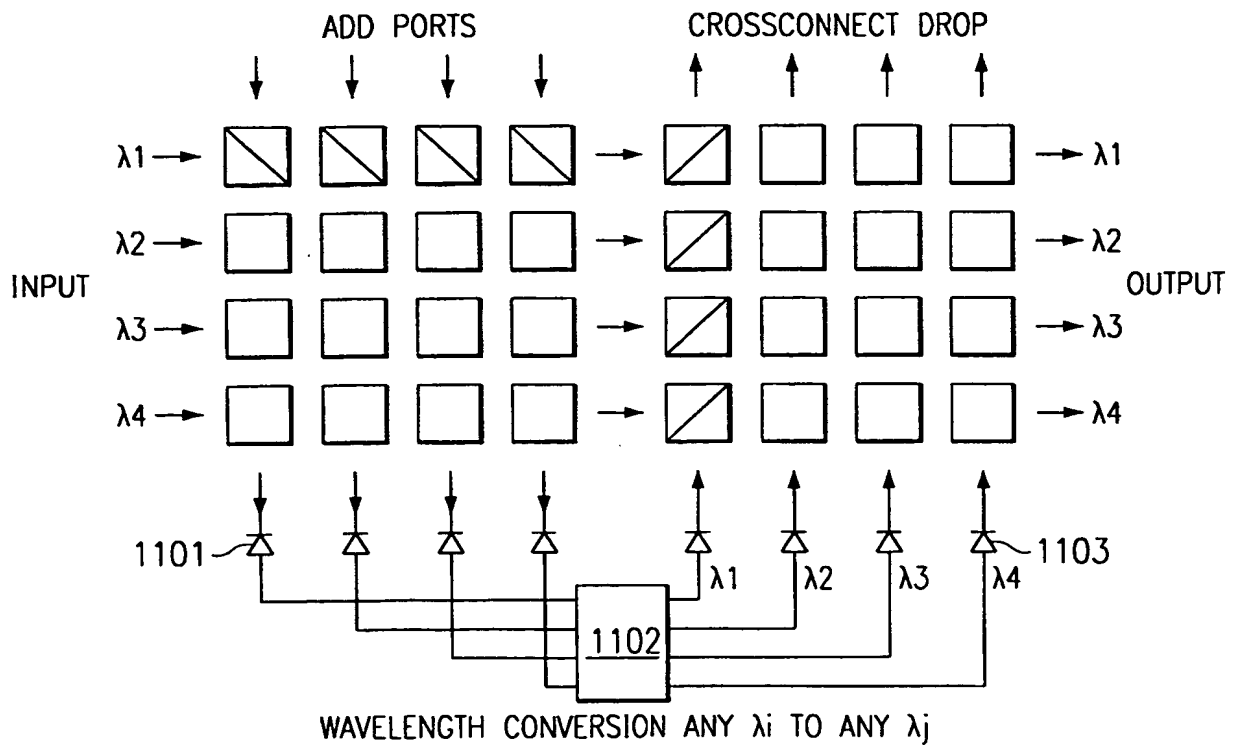 ADD PORTS CROSSCONNECT DROP
λ1 λ1
λ2 λ2
INPUT OUTPUT
λ3 λ3
λ4 λ4
1101 1103
λ1 λ2 λ3 λ4
1102
WAVELENGTH CONVERSION ANY λi TO ANY λj